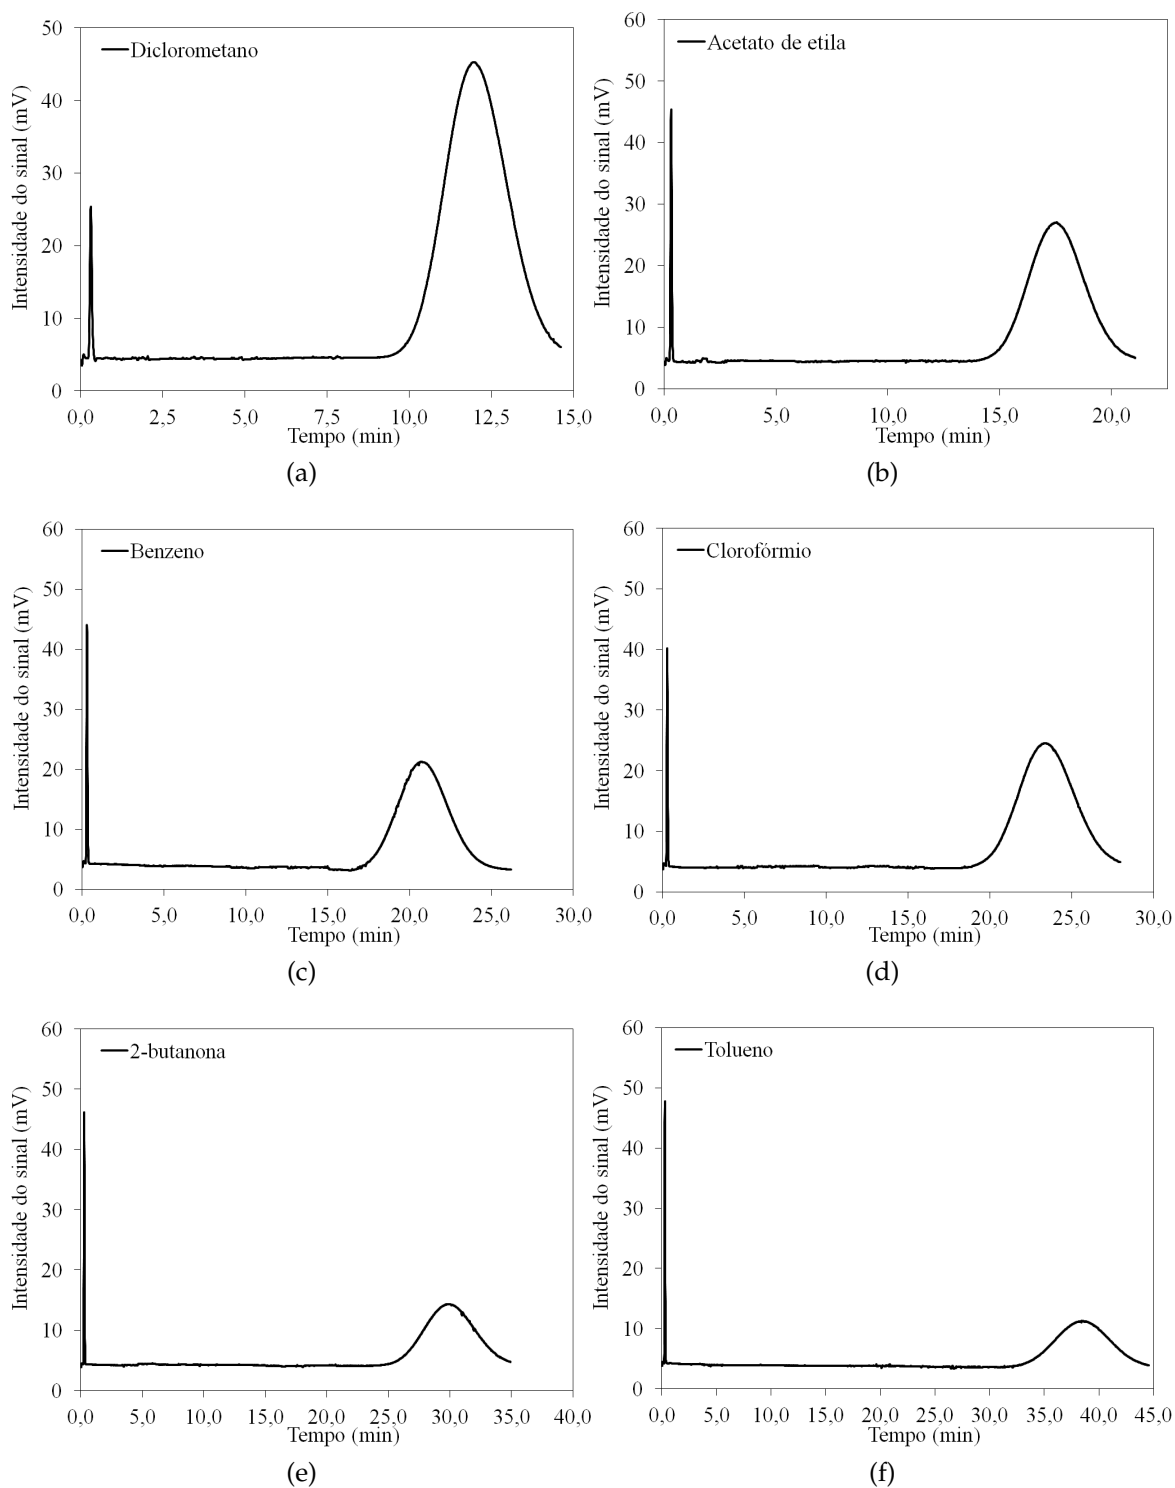 Diclorometano
Intensidade do sinal (mV)
50
40
30
20
10
0
0,0 2,5 5,0 7,5 10,0 12,5 15,0
Tempo (min)
(a)
Acetato de etila
Intensidade do sinal (mV)
60
50
40
30
20
10
0
0,0 5,0 10,0 15,0 20,0
Tempo (min)
(b)
Benzeno
Intensidade do sinal (mV)
60
50
40
30
20
10
0
0,0 5,0 10,0 15,0 20,0 25,0 30,0
Tempo (min)
(c)
Clorofórmio
Intensidade do sinal (mV)
60
50
40
30
20
10
0
0,0 5,0 10,0 15,0 20,0 25,0 30,0
Tempo (min)
(d)
2-butanona
Intensidade do sinal (mV)
60
50
40
30
20
10
0
0,0 5,0 10,0 15,0 20,0 25,0 30,0 35,0 40,0
Tempo (min)
(e)
Tolueno
Intensidade do sinal (mV)
60
50
40
30
20
10
0
0,0 5,0 10,0 15,0 20,0 25,0 30,0 35,0 40,0 45,0
Tempo (min)
(f)